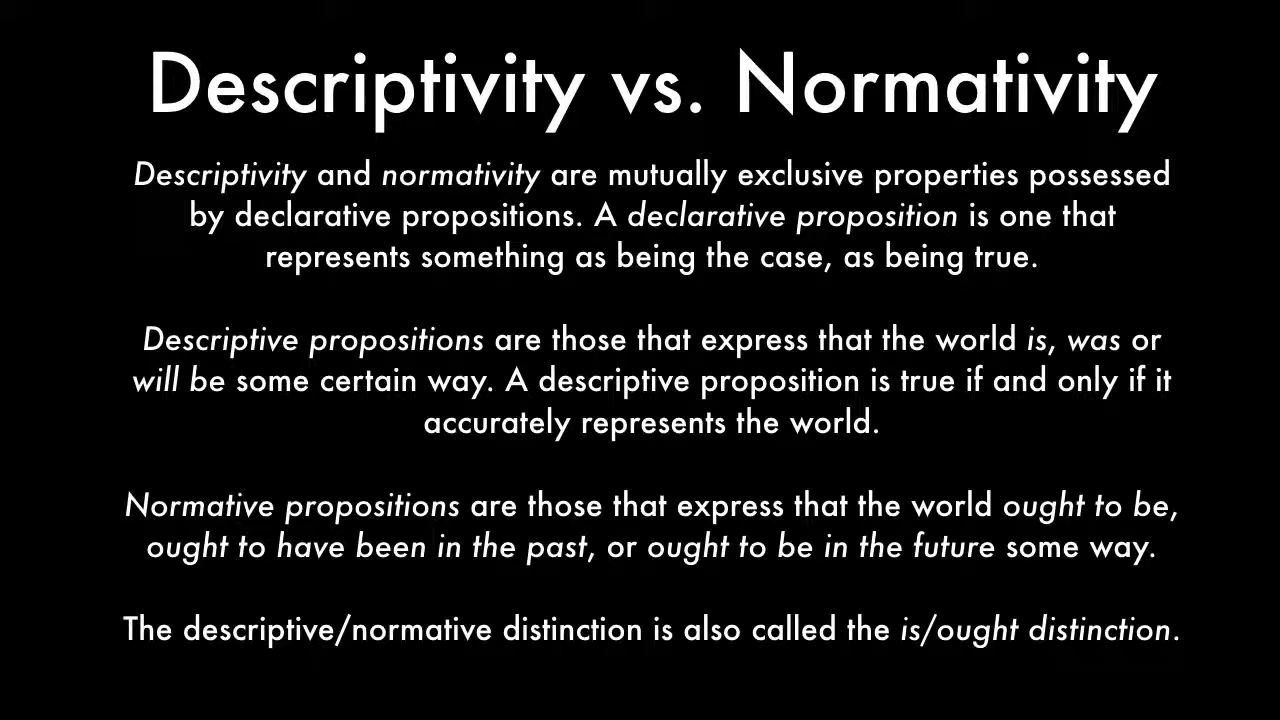 Descriptivity vs. Normativity
Descriptivity and normativity are mutually exclusive properties possessed
by declarative propositions. A declarative proposition is one that
represents something as being the case, as being true.
Descriptive propositions are those that express that the world is, was or
will be some certain way. A descriptive proposition is true if and only if it
accurately represents the world.
Normative propositions are those that express that the world ought to be,
ought to have been in the past, or ought to be in the future some way.
The descriptive/normative distinction is also called the is/ought distinction.